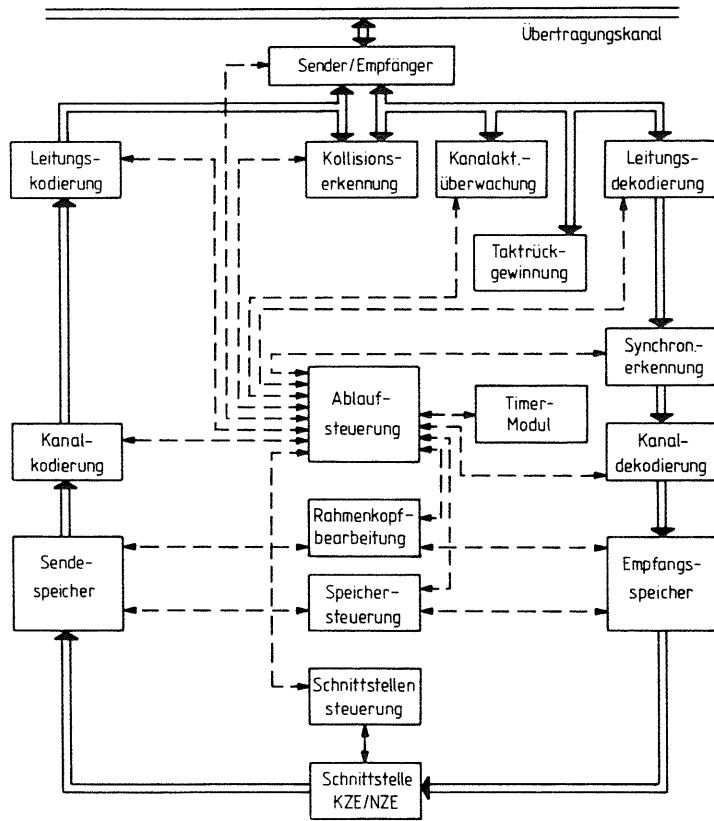 Übertragungskanal
Sender/Empfänger
Leitungs-
kodierung
Kollisions-
erkennung
Kanalakt.-
überwachung
Leitungs-
dekodierung
Taktrück-
gewinnung
Synchron.-
erkennung
Ablauf-
steuerung
Timer-
Modul
Kanal-
kodierung
Kanal-
dekodierung
Rahmenkopf-
bearbeitung
Sende-
speicher
Empfangs-
speicher
Speicher-
steuerung
Schnittstellen
steuerung
Schnittstelle
KZE/NZE